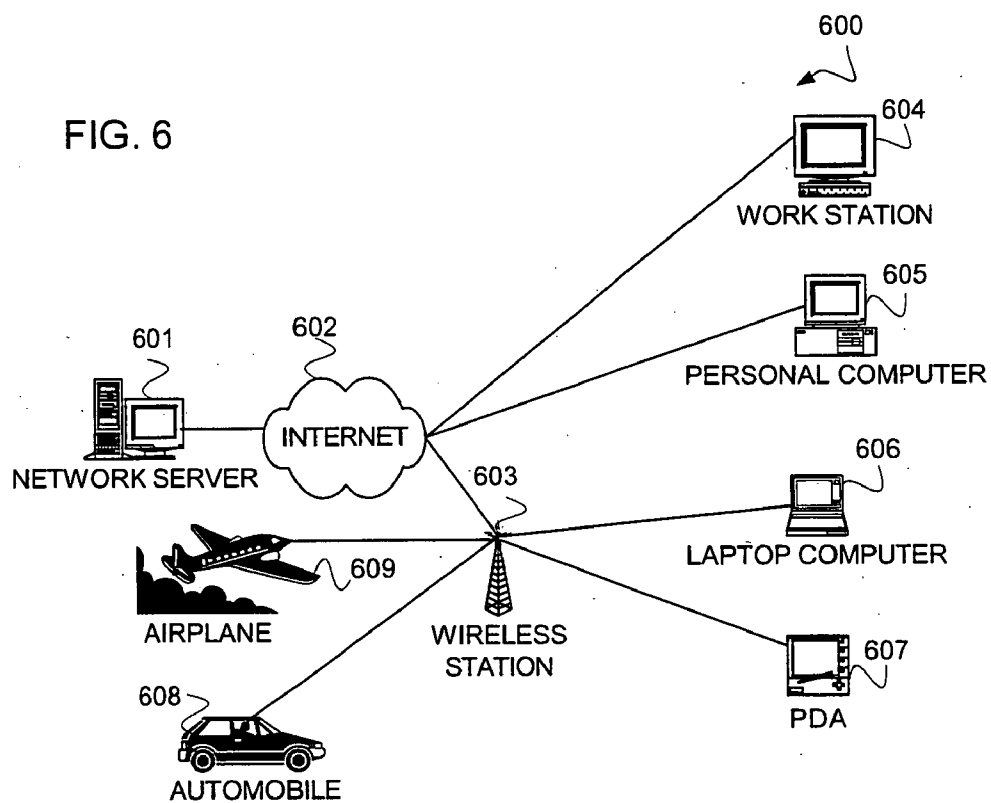 600
FIG. 6
604
WORK STATION
605
PERSONAL COMPUTER
601
602
INTERNET
NETWORK SERVER
603
606
LAPTOP COMPUTER
609
AIRPLANE
WIRELESS
STATION
607
PDA
608
AUTOMOBILE